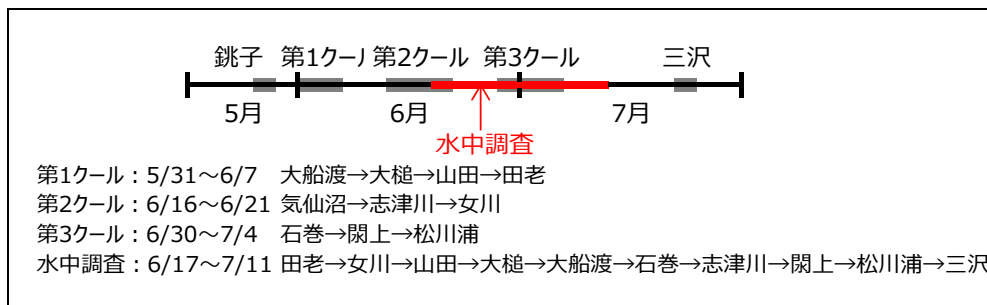 銚子 第1クール 第2クール 第3クール 三沢
5月 6月 7月
水中調査
第1クール：5/31～6/7 大船渡→大槌→山田→田老
第2クール：6/16～6/21 気仙沼→志津川→女川
第3クール：6/30～7/4 石巻→閖上→松川浦
水中調査：6/17～7/11 田老→女川→山田→大槌→大船渡→石巻→志津川→閖上→松川浦→三沢